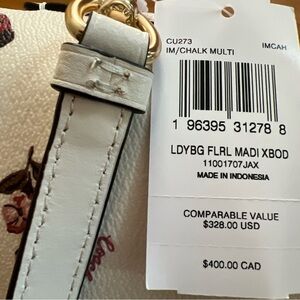 CU273
IM/CHALK MULTI IMCAH
1 96395 31278 8
LDYBG FLRL MADI XBOD
11001707JAX
MADE IN INDONESIA
COMPARABLE VALUE
$328.00 USD
$400.00 CAD
Coach